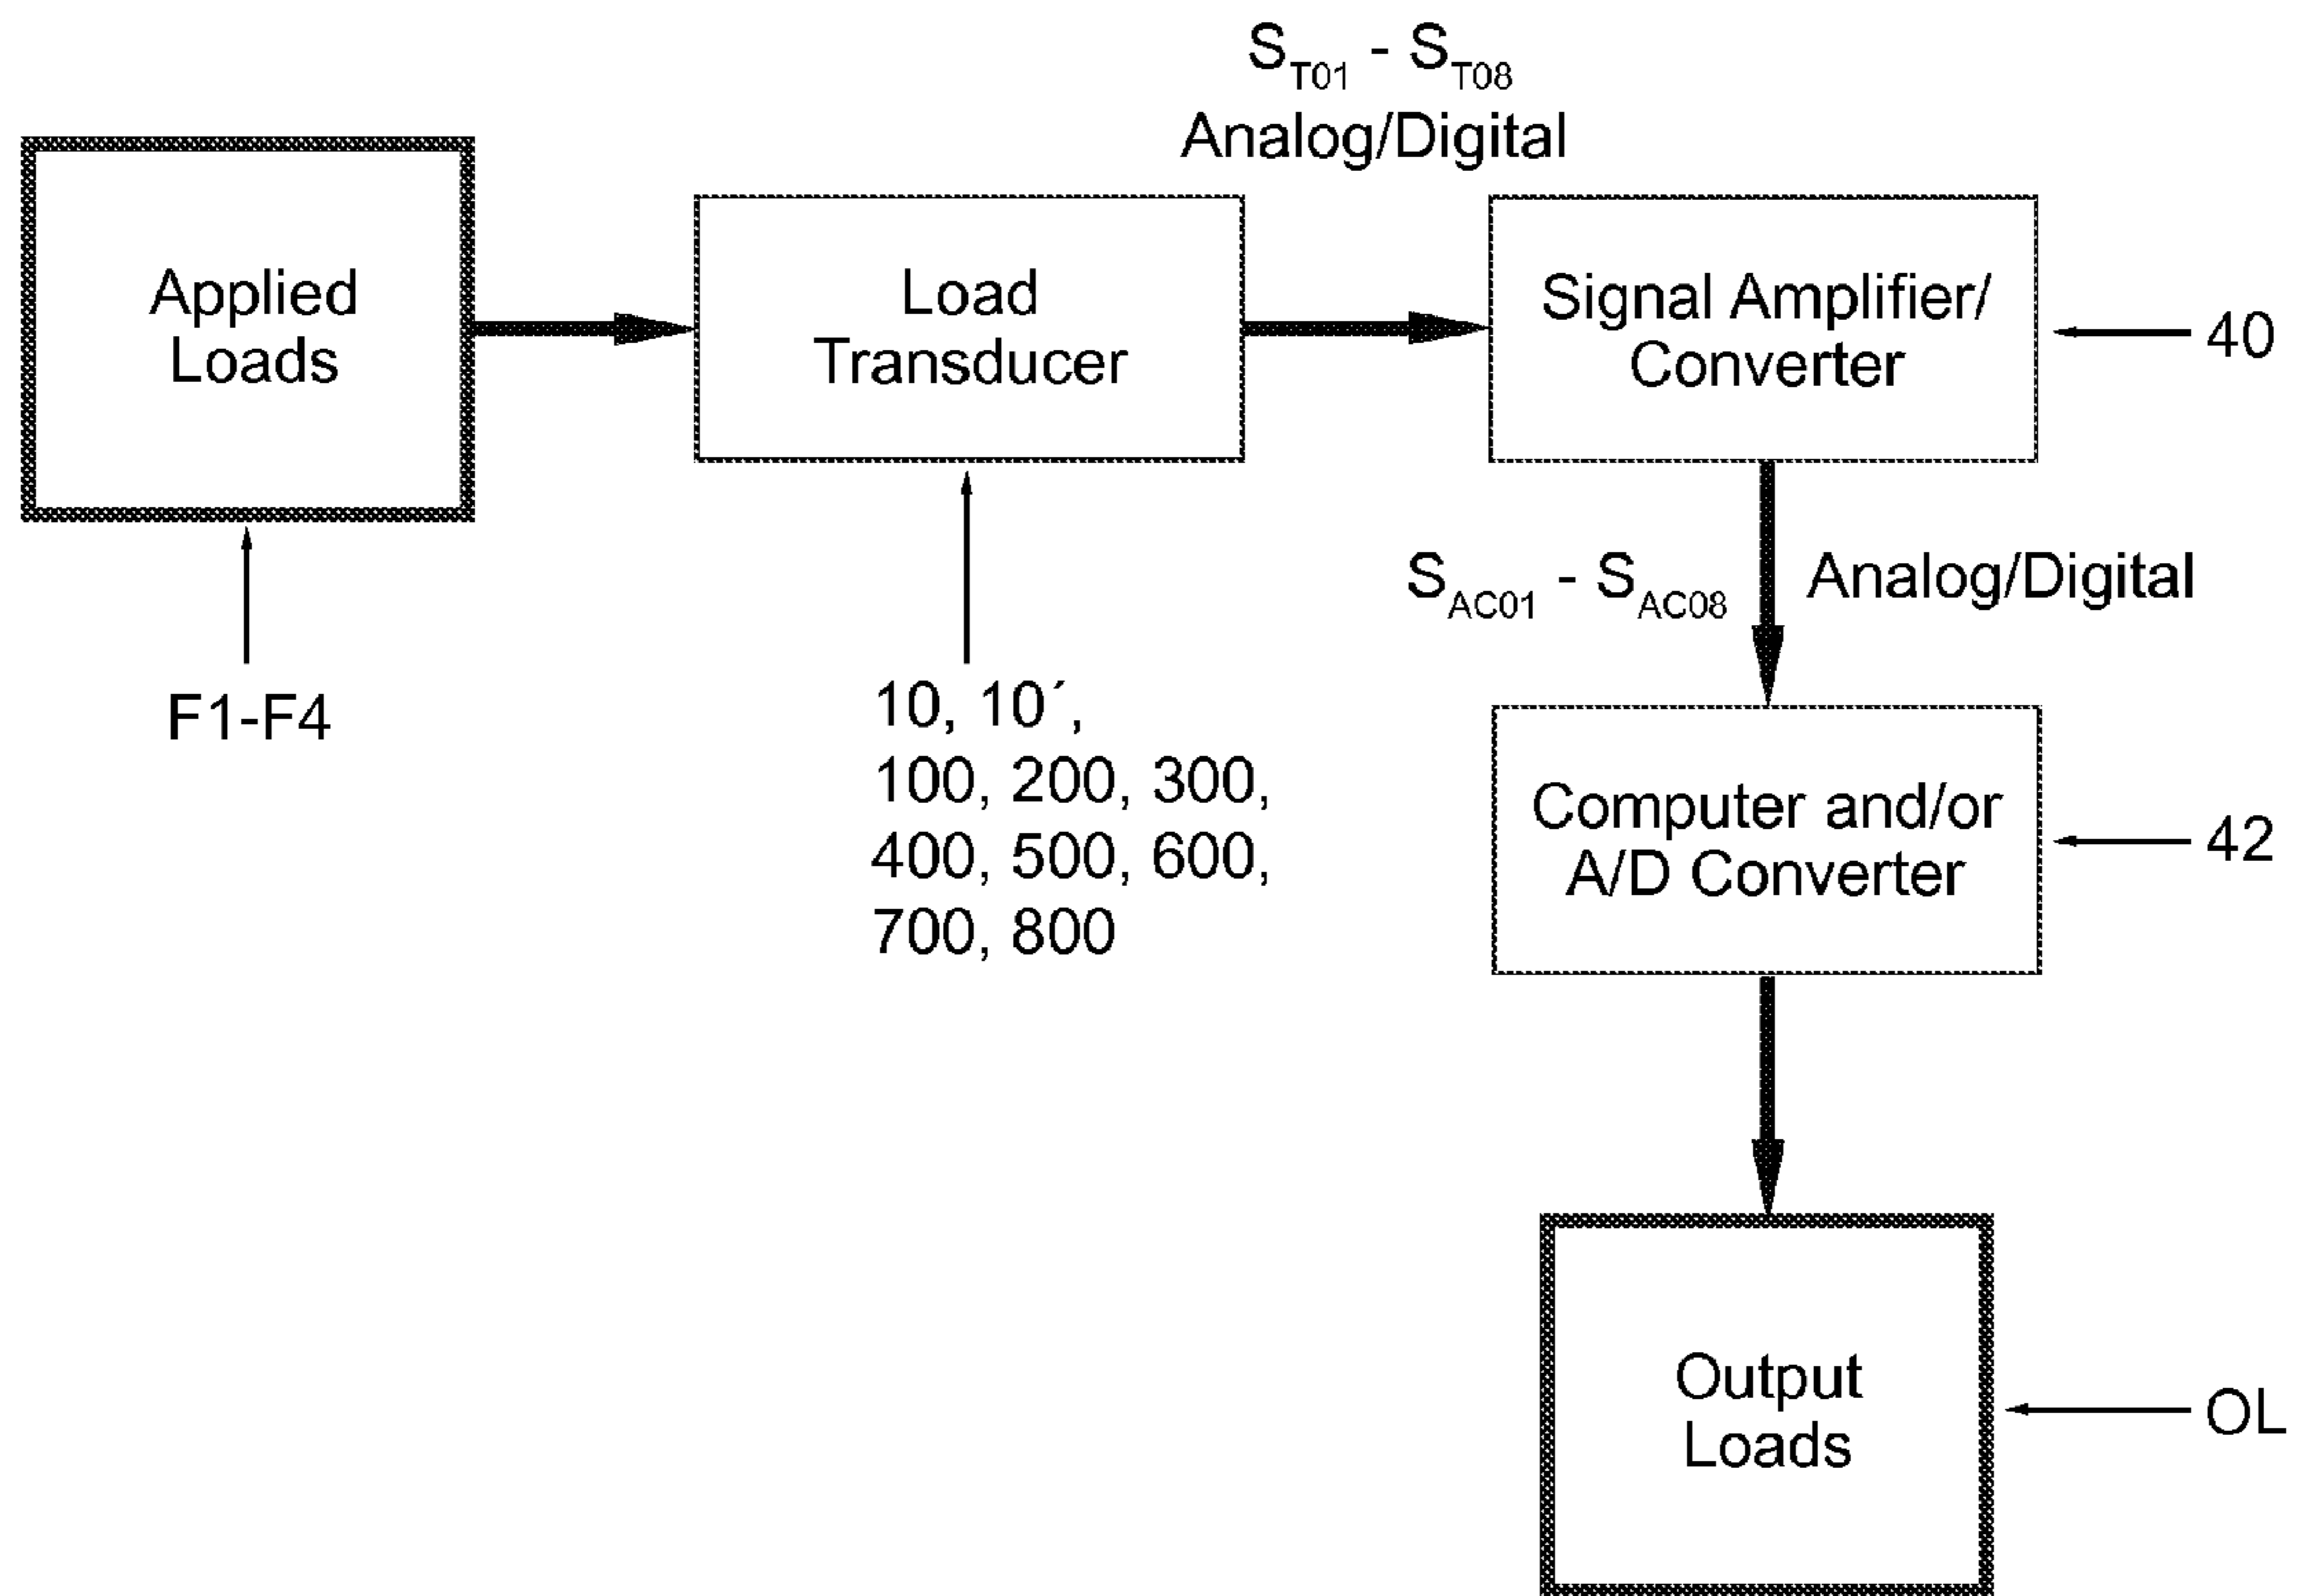 S_T01 - S_T08
Analog/Digital
Applied
Loads
Load
Transducer
Signal Amplifier/
Converter
40
F1-F4
10, 10´,
100, 200, 300,
400, 500, 600,
700, 800
S_AC01 - S_AC08 Analog/Digital
Computer and/or
A/D Converter
42
Output
Loads
OL